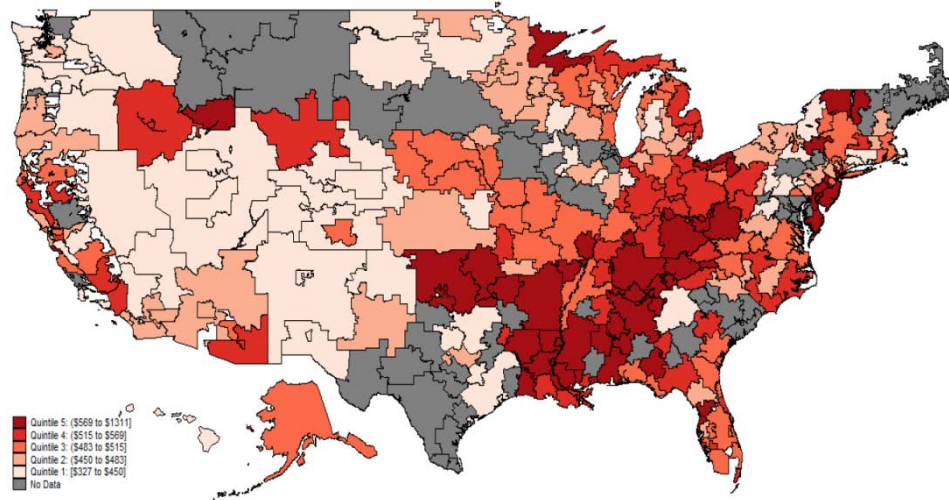 Quintile 5: ($569 to $1311]
Quintile 4: ($515 to $569]
Quintile 3: ($483 to $515]
Quintile 2: ($450 to $483]
Quintile 1: [$327 to $450]
No Data